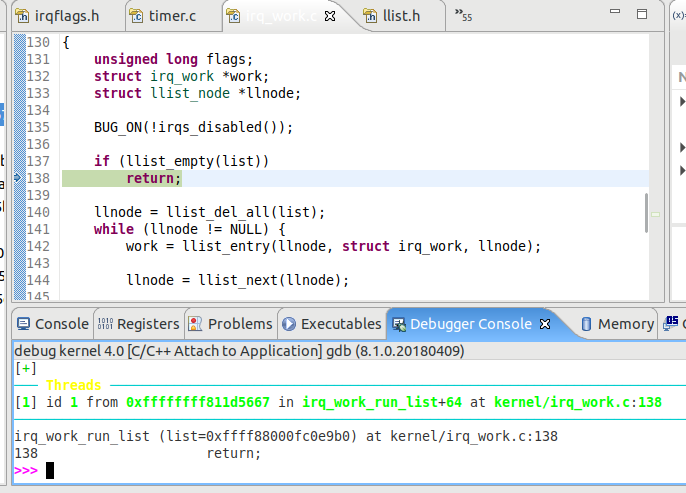 irqflags.h timer.c irq_work.c llist.h »55 (x)=
130 {
131 unsigned long flags;
132 struct irq_work *work;
133 struct llist_node *llnode;
134
135 BUG_ON(!irqs_disabled());
136
137 if (llist_empty(list))
138 return;
139
140 llnode = llist_del_all(list);
141 while (llnode != NULL) {
142 work = llist_entry(llnode, struct irq_work, llnode);
143
144 llnode = llist_next(llnode);
145
Console Registers Problems Executables Debugger Console Memory
debug kernel 4.0 [C/C++ Attach to Application] gdb (8.1.0.20180409)
[+]
Threads
[1] id 1 from 0xffffffff811d5667 in irq_work_run_list+64 at kernel/irq_work.c:138
irq_work_run_list (list=0xffff88000fc0e9b0) at kernel/irq_work.c:138
138 return;
>>>